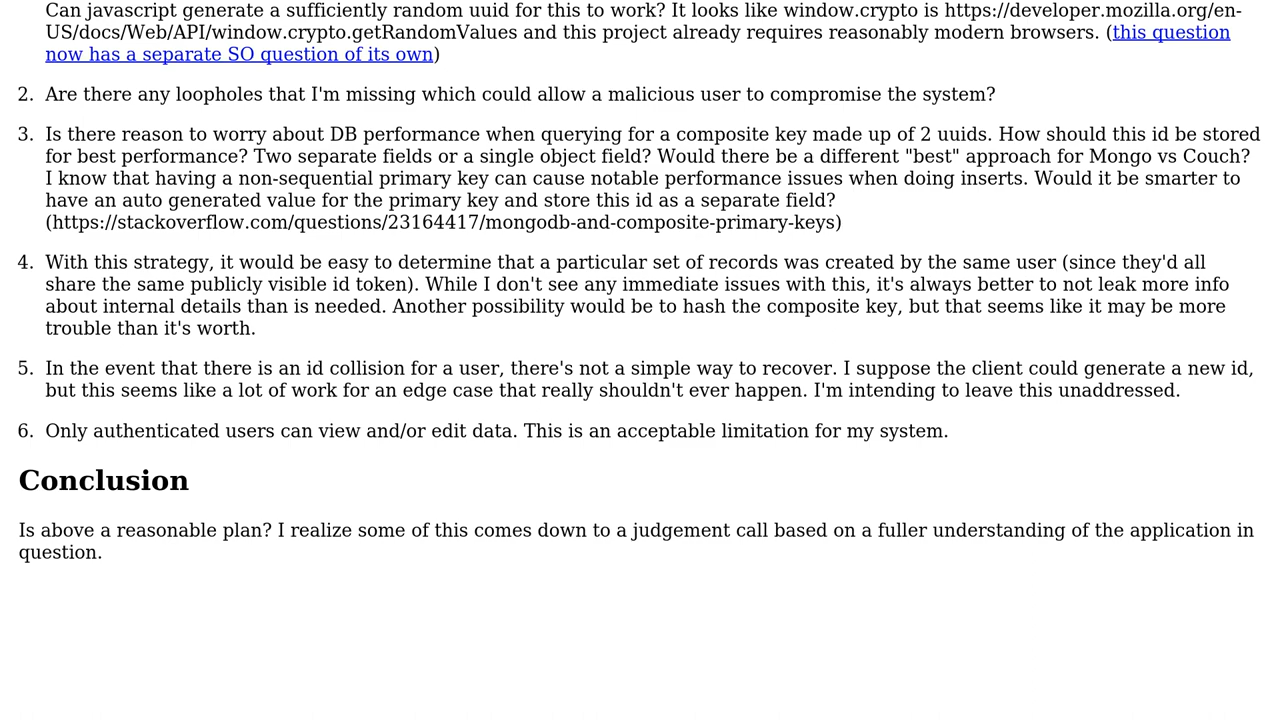 Can javascript generate a sufficiently random uuid for this to work? It looks like window.crypto is https://developer.mozilla.org/en-
US/docs/Web/API/window.crypto.getRandomValues and this project already requires reasonably modern browsers. (this question
now has a separate SO question of its own)
2. Are there any loopholes that I'm missing which could allow a malicious user to compromise the system?
3. Is there reason to worry about DB performance when querying for a composite key made up of 2 uuids. How should this id be stored
for best performance? Two separate fields or a single object field? Would there be a different "best" approach for Mongo vs Couch?
I know that having a non-sequential primary key can cause notable performance issues when doing inserts. Would it be smarter to
have an auto generated value for the primary key and store this id as a separate field?
(https://stackoverflow.com/questions/23164417/mongodb-and-composite-primary-keys)
4. With this strategy, it would be easy to determine that a particular set of records was created by the same user (since they'd all
share the same publicly visible id token). While I don't see any immediate issues with this, it's always better to not leak more info
about internal details than is needed. Another possibility would be to hash the composite key, but that seems like it may be more
trouble than it's worth.
5. In the event that there is an id collision for a user, there's not a simple way to recover. I suppose the client could generate a new id,
but this seems like a lot of work for an edge case that really shouldn't ever happen. I'm intending to leave this unaddressed.
6. Only authenticated users can view and/or edit data. This is an acceptable limitation for my system.
Conclusion
Is above a reasonable plan? I realize some of this comes down to a judgement call based on a fuller understanding of the application in
question.